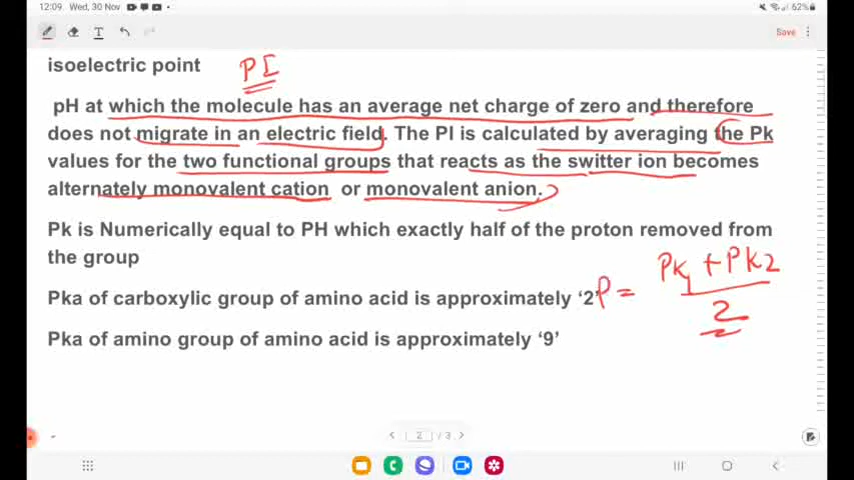 12:09 Wed, 30 Nov
62%
Save
isoelectric point
PI
pH at which the molecule has an average net charge of zero and therefore
does not migrate in an electric field. The PI is calculated by averaging the Pk
values for the two functional groups that reacts as the switter ion becomes
alternately monovalent cation or monovalent anion.
Pk is Numerically equal to PH which exactly half of the proton removed from
the group
Pka of carboxylic group of amino acid is approximately ‘2’
P = Pk1 + Pk2
2
Pka of amino group of amino acid is approximately ‘9’
2 / 3